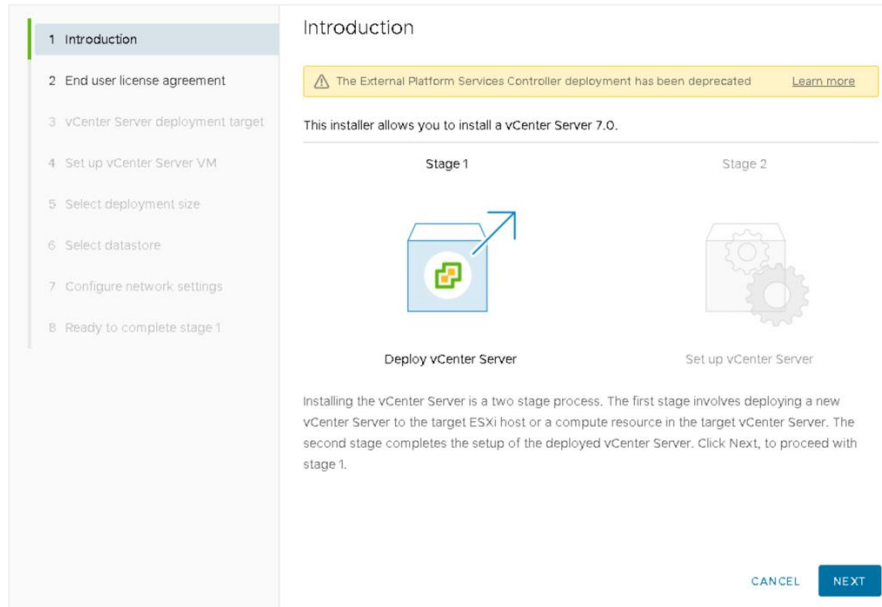 1 Introduction
2 End user license agreement
3 vCenter Server deployment target
4 Set up vCenter Server VM
5 Select deployment size
6 Select datastore
7 Configure network settings
8 Ready to complete stage 1
Introduction
The External Platform Services Controller deployment has been deprecated Learn more
This installer allows you to install a vCenter Server 7.0.
Stage 1 Stage 2
Deploy vCenter Server Set up vCenter Server
Installing the vCenter Server is a two stage process. The first stage involves deploying a new
vCenter Server to the target ESXi host or a compute resource in the target vCenter Server. The
second stage completes the setup of the deployed vCenter Server. Click Next, to proceed with
stage 1.
CANCEL NEXT